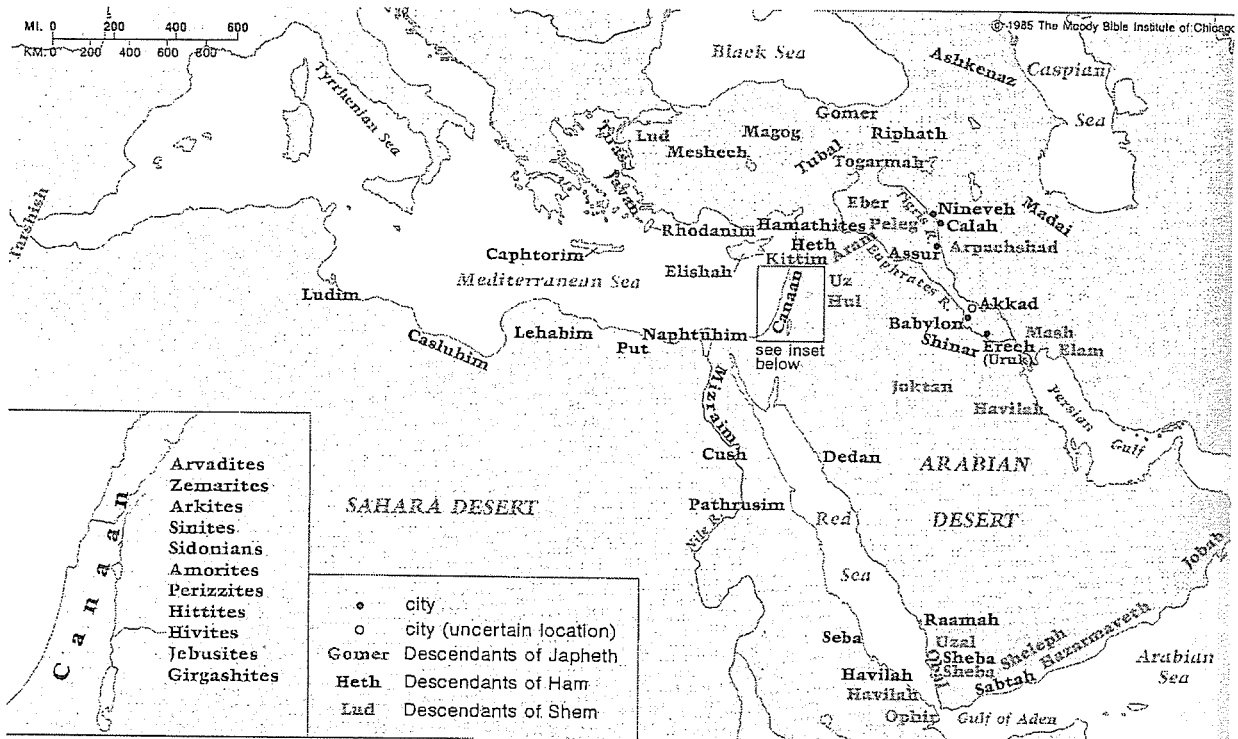 MI. 0 200 400 600
KM. 0 200 400 600 800
© 1985 The Moody Bible Institute of Chicago
Black Sea
Caspian
Sea
Ashkenaz
Tyrrhenian Sea
Gomer
Lud
Magog
Riphath
Meshech
Tubal
Togarmah
Tiras
Javan
Tarshish
Eber
Tigris R.
Nineveh
Madai
Rhodanim
Hamathites
Peleg
Calah
Caphtorim
Heth
Aram
Assur
Arpachshad
Kittim
Elishah
Mediterranean Sea
Euphrates R.
Ludim
Canaan
Uz
Hul
Akkad
Babylon
Lehabim
Naphtuhim
Casluhim
Put
see inset
below
Shinar
Erech
(Uruk)
Mash
Elam
Mizraim
Joktan
Havilah
Persian
Gulf
Cush
Dedan
ARABIAN
DESERT
SAHARA DESERT
Pathrusim
Nile R.
Red
Sea
Jobab
Raamah
Seba
Uzal
Obal
Sheba
Sheba
Sheleph
Hazarmaveth
Sabtah
Arabian
Sea
Havilah
Havilah
Ophir
Gulf of Aden
Canaan
Arvadites
Zemarites
Arkites
Sinites
Sidonians
Amorites
Perizzites
Hittites
Hivites
Jebusites
Girgashites
city
city (uncertain location)
Gomer Descendants of Japheth
Heth Descendants of Ham
Lud Descendants of Shem